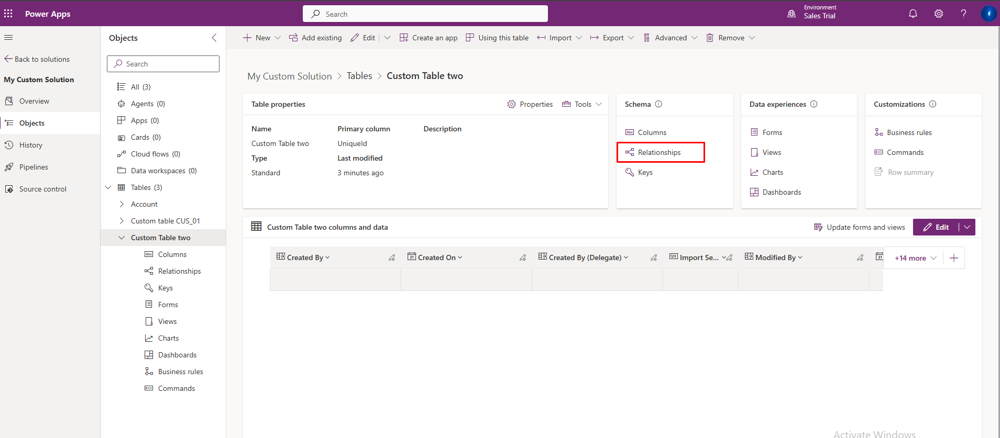 Power Apps
Search
Environment
Sales Trial
Back to solutions
My Custom Solution
Overview
Objects
History
Pipelines
Source control
Objects
Search
All (3)
Agents (0)
Apps (0)
Cards (0)
Cloud flows (0)
Data workspaces (0)
Tables (3)
Account
Custom table CUS_01
Custom Table two
Columns
Relationships
Keys
Forms
Views
Charts
Dashboards
Business rules
Commands
New Add existing Edit Create an app Using this table Import Export Advanced Remove
My Custom Solution > Tables > Custom Table two
Table properties Properties Tools
Name Primary column Description
Custom Table two UniqueId
Type Last modified
Standard 3 minutes ago
Schema
Columns
Relationships
Keys
Data experiences
Forms
Views
Charts
Dashboards
Customizations
Business rules
Commands
Row summary
Custom Table two columns and data Update forms and views Edit
Created By Created On Created By (Delegate) Import Se... Modified By +14 more
Activate Windows